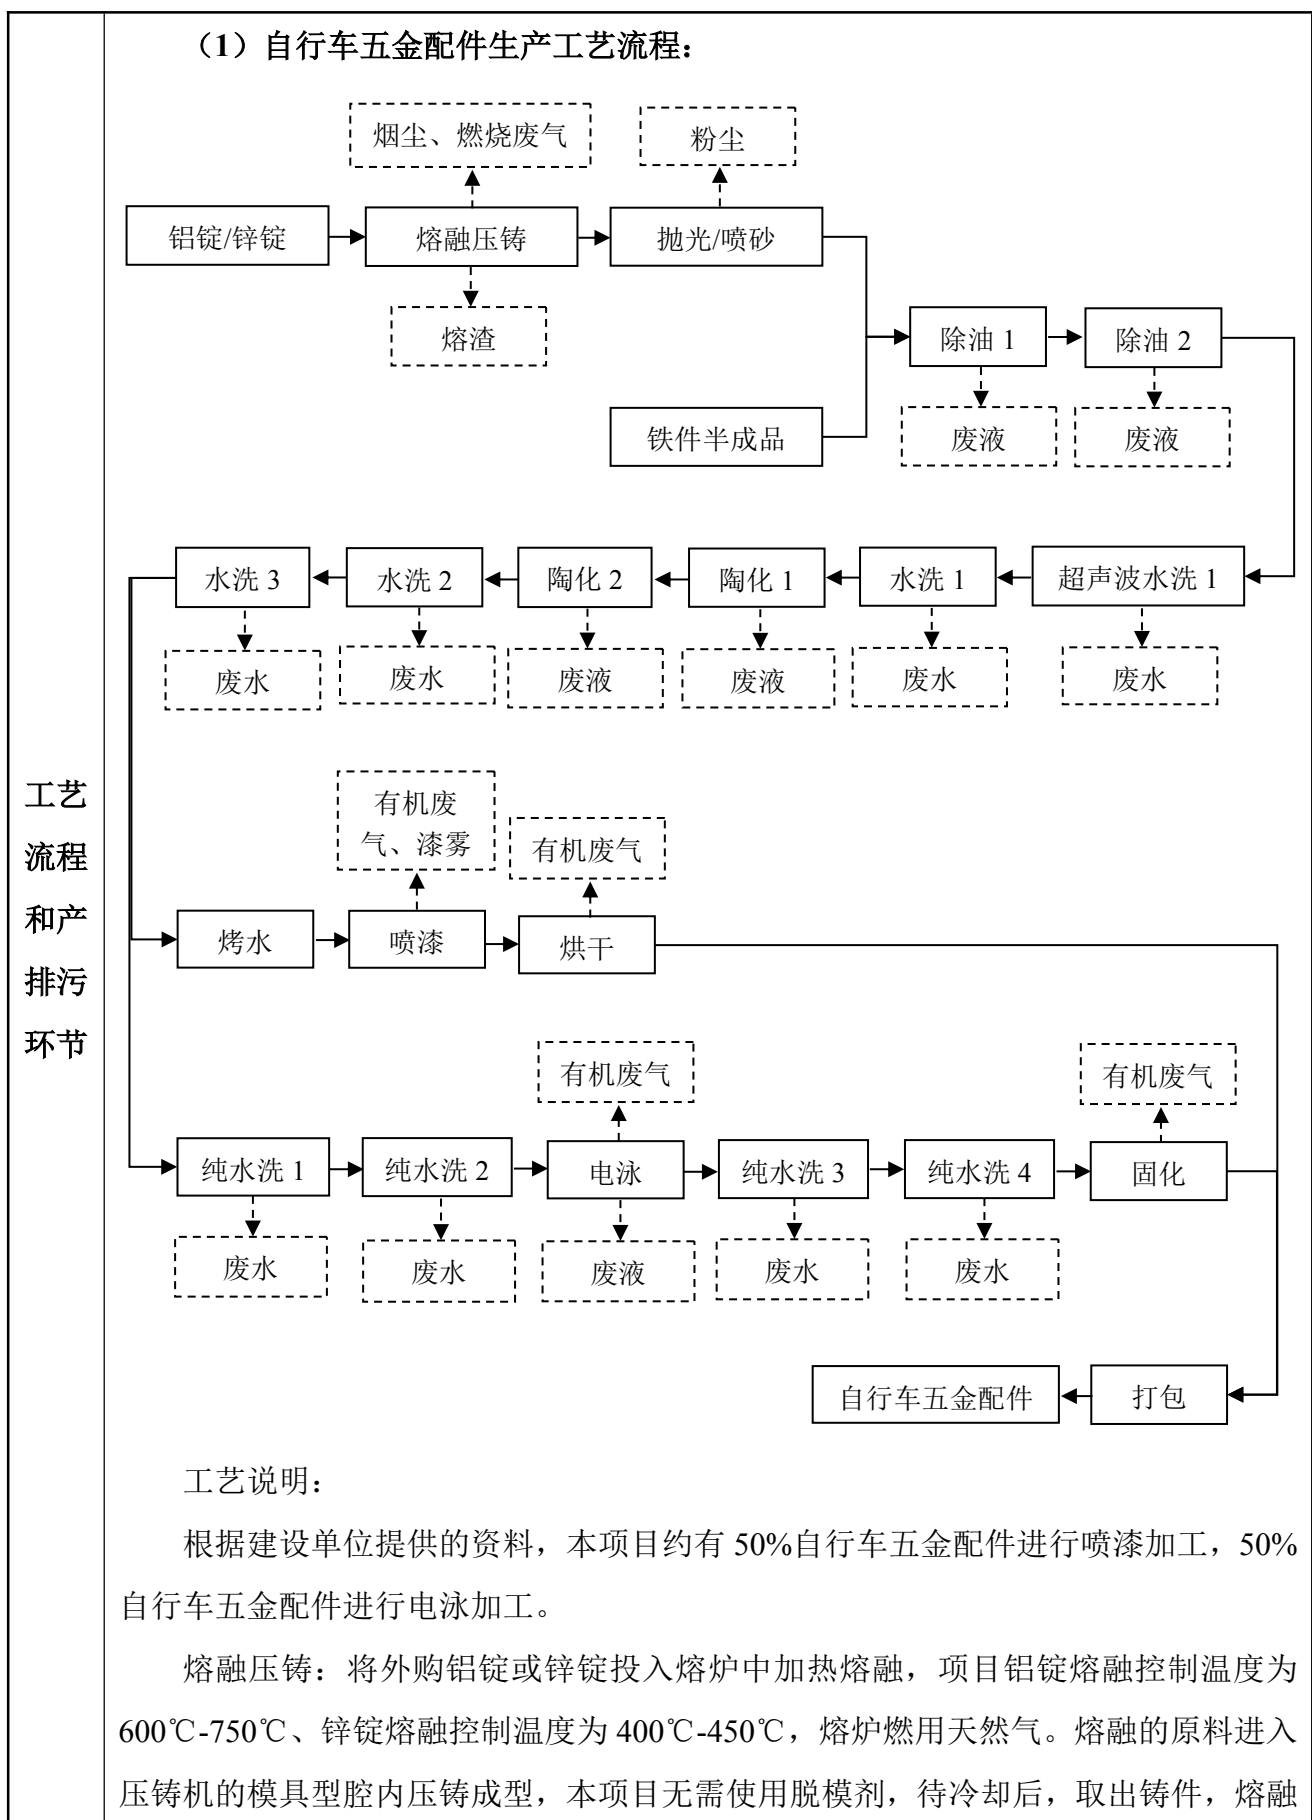 （1）自行车五金配件生产工艺流程：
烟尘、燃烧废气
粉尘
铝锭/锌锭
熔融压铸
抛光/喷砂
熔渣
除油 1
除油 2
铁件半成品
废液
废液
水洗 3
水洗 2
陶化 2
陶化 1
水洗 1
超声波水洗 1
废水
废水
废液
废液
废水
废水
工艺
流程
和产
排污
环节
有机废
气、漆雾
有机废气
烤水
喷漆
烘干
有机废气
有机废气
纯水洗 1
纯水洗 2
电泳
纯水洗 3
纯水洗 4
固化
废水
废水
废液
废水
废水
自行车五金配件
打包
工艺说明：
根据建设单位提供的资料，本项目约有 50%自行车五金配件进行喷漆加工，50%
自行车五金配件进行电泳加工。
熔融压铸：将外购铝锭或锌锭投入熔炉中加热熔融，项目铝锭熔融控制温度为
600℃-750℃、锌锭熔融控制温度为 400℃-450℃，熔炉燃用天然气。熔融的原料进入
压铸机的模具型腔内压铸成型，本项目无需使用脱模剂，待冷却后，取出铸件，熔融